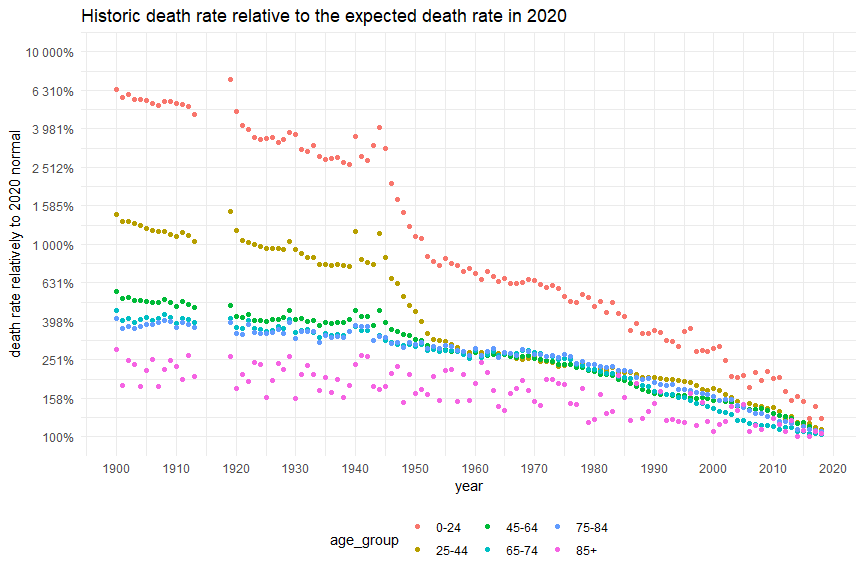 Historic death rate relative to the expected death rate in 2020
death rate relatively to 2020 normal
10 000%
6 310%
3 981%
2 512%
1 585%
1 000%
631%
398%
251%
158%
100%
1900 1910 1920 1930 1940 1950 1960 1970 1980 1990 2000 2010 2020
year
age_group
0-24 45-64 75-84
25-44 65-74 85+